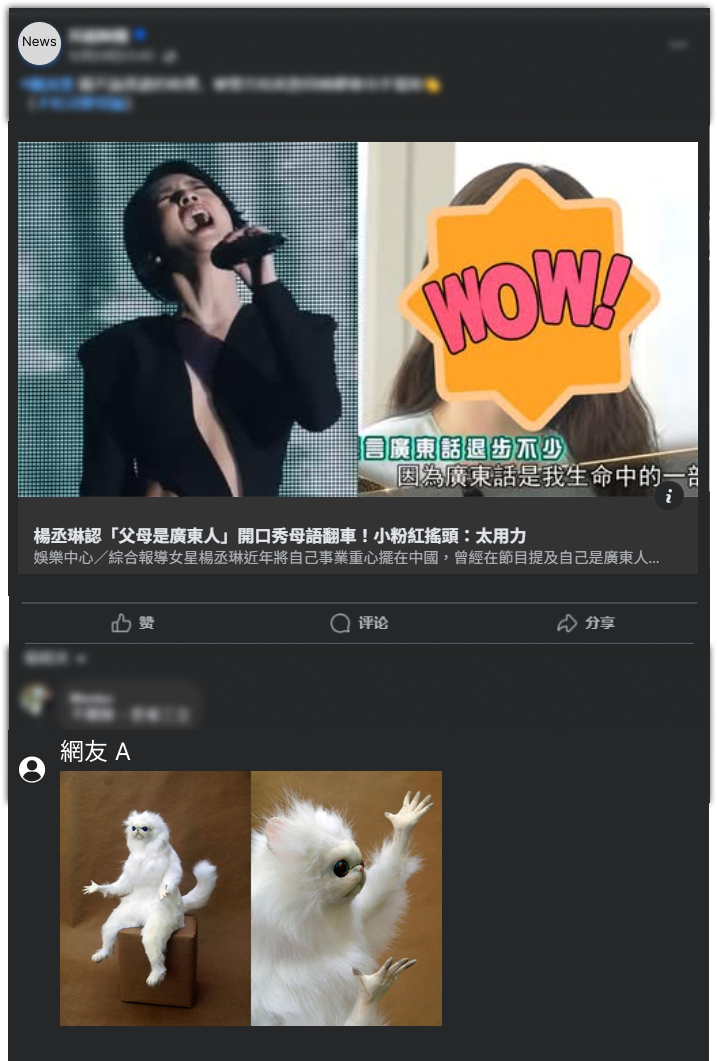 News
WOW!
言廣東話退步不少
因為廣東話是我生命中的一部
楊丞琳認「父母是廣東人」開口秀母語翻車！小粉紅搖頭：太用力
娛樂中心／綜合報導女星楊丞琳近年將自己事業重心擺在中國，曾經在節目提及自己是廣東人...
赞
评论
分享
網友 A